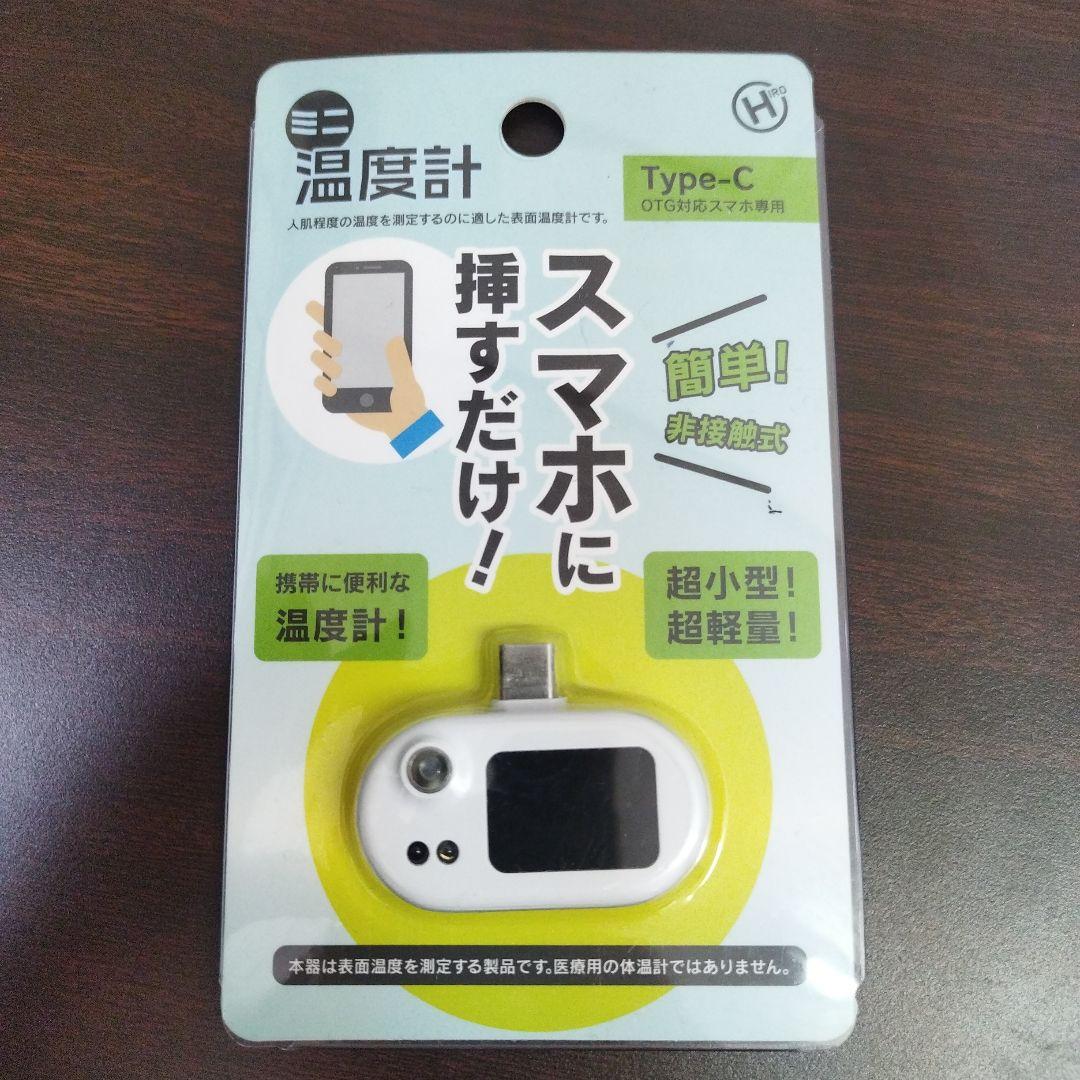 ミニ
温度計
人肌程度の温度を測定するのに適した表面温度計です。
HIRO
Type-C
OTG対応スマホ専用
スマホに
挿すだけ!
簡単!
非接触式
携帯に便利な
温度計!
超小型!
超軽量!
本器は表面温度を測定する製品です。医療用の体温計ではありません。